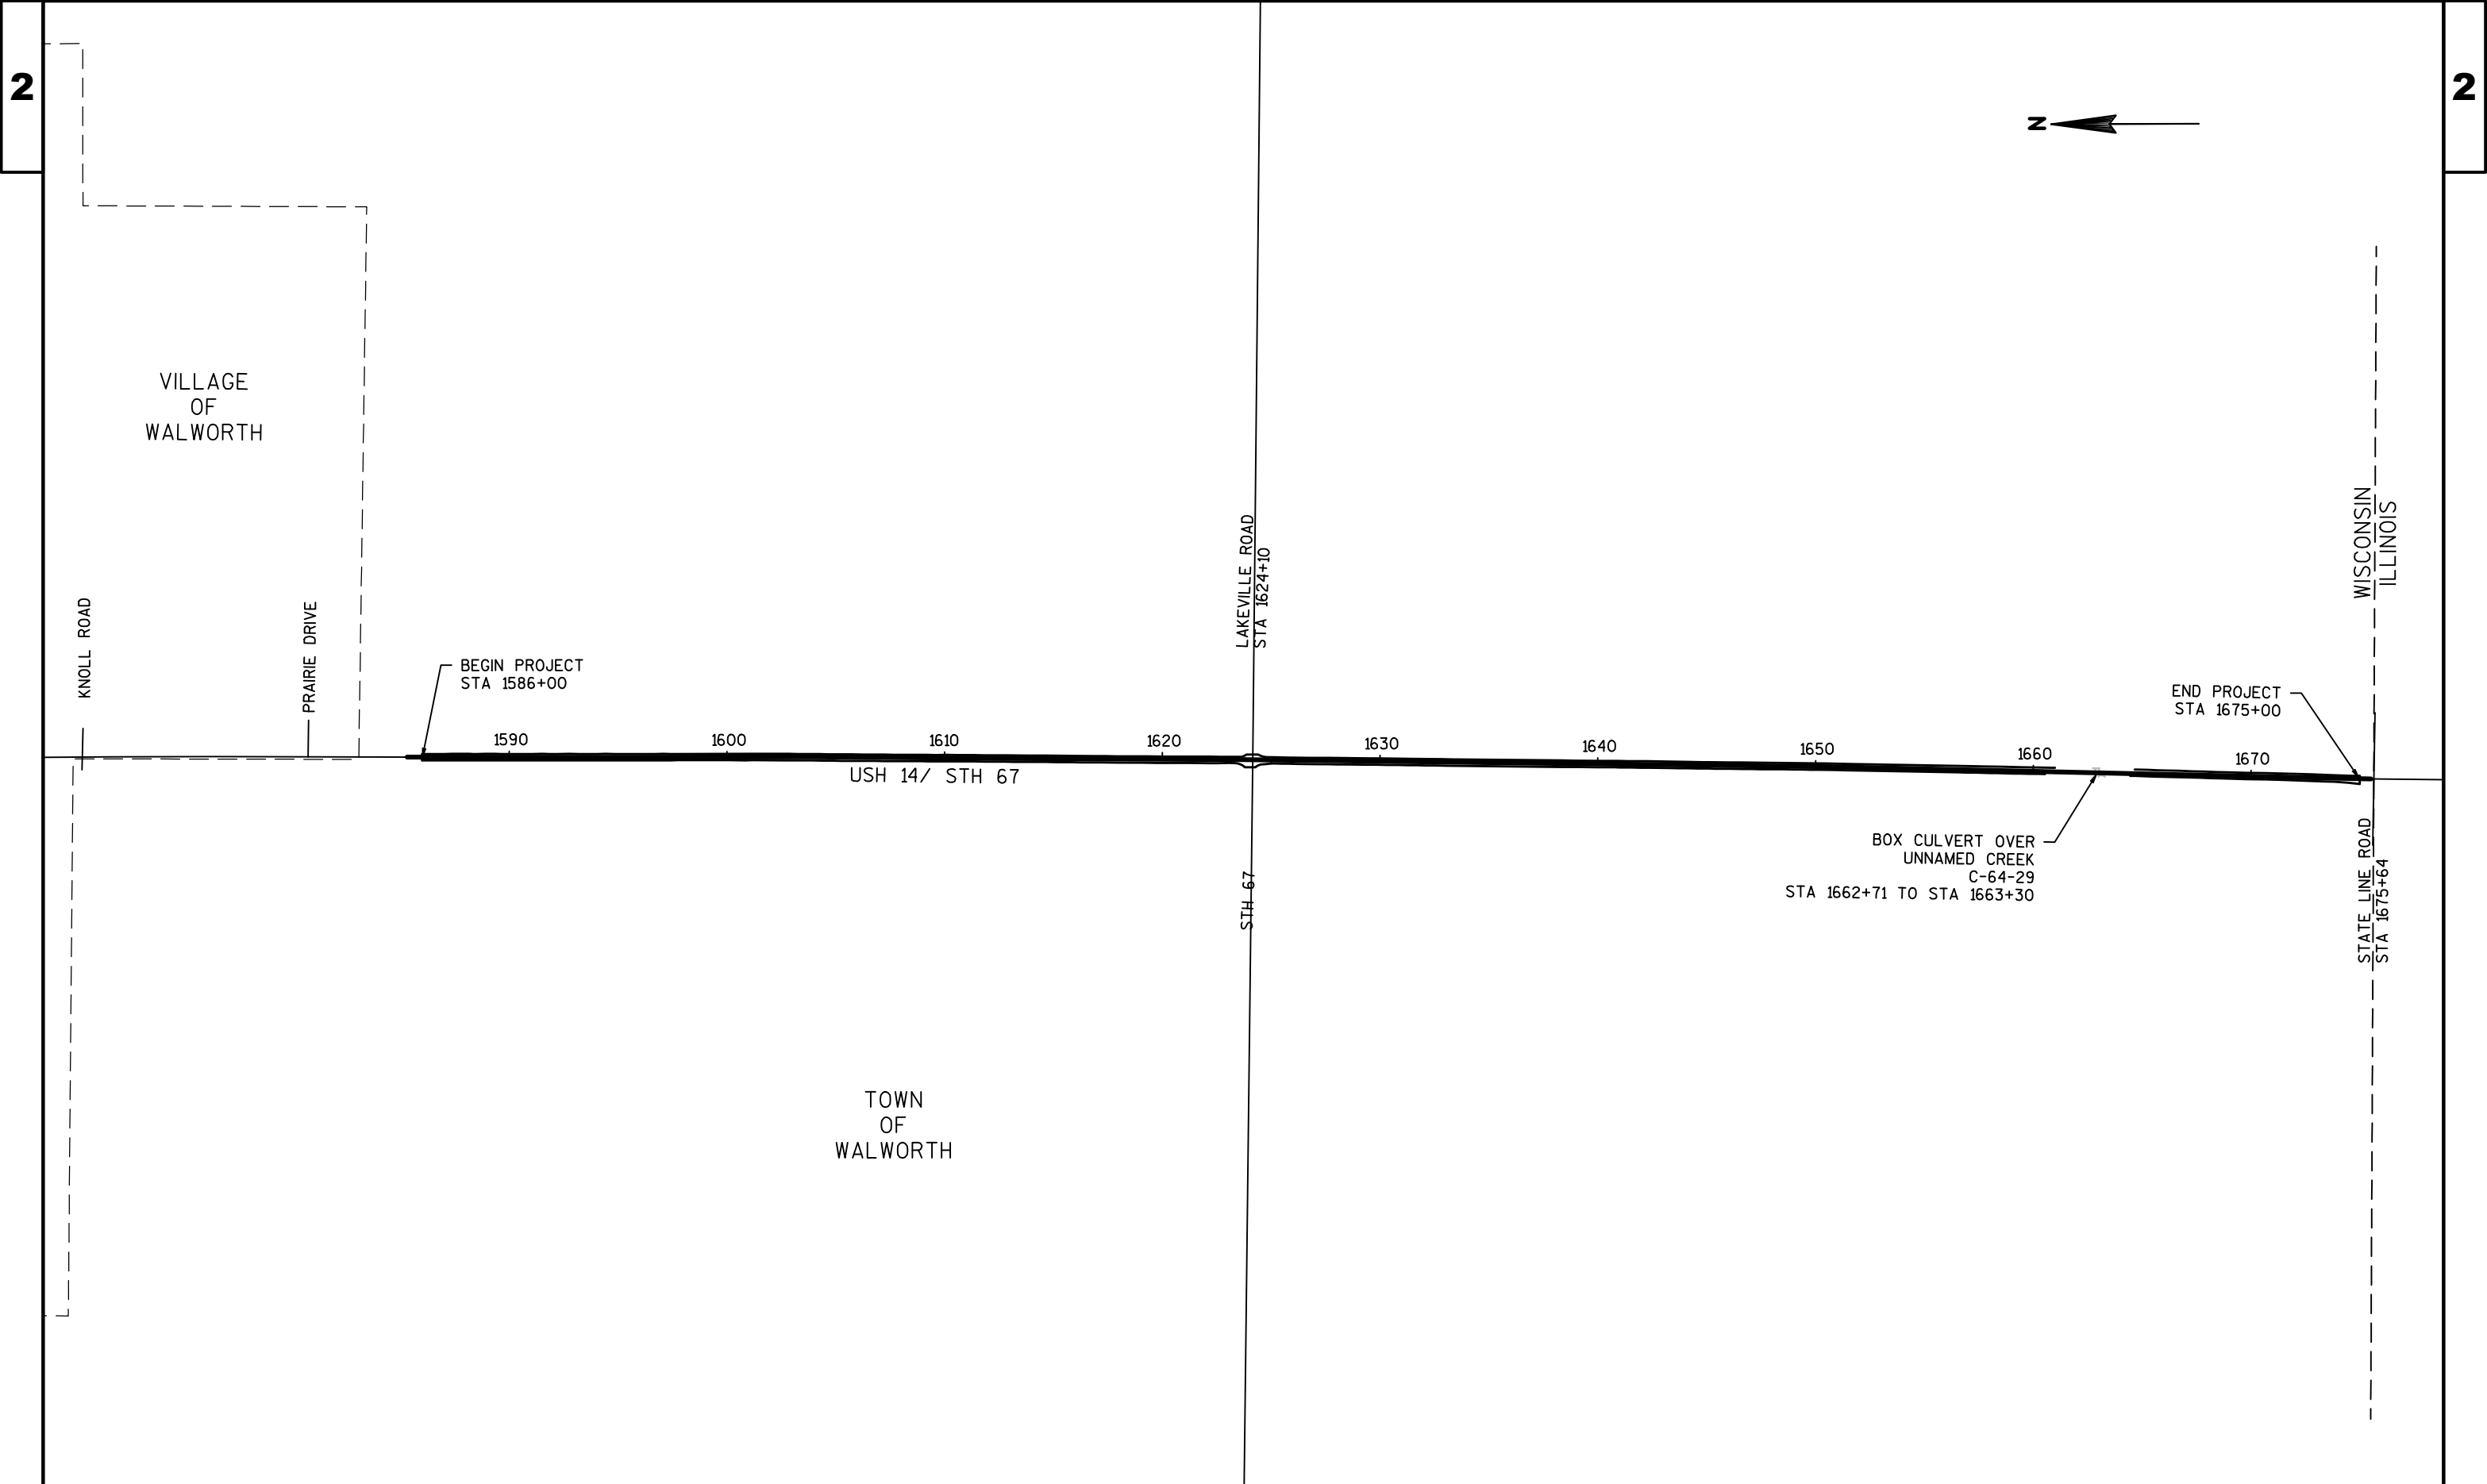 2
2
N
VILLAGE
OF
WALWORTH
WISCONSIN
ILLINOIS
LAKEVILLE ROAD
STA 1624+10
KNOLL ROAD
PRAIRIE DRIVE
BEGIN PROJECT
STA 1586+00
END PROJECT
STA 1675+00
1590
1600
1610
1620
1630
1640
1650
1660
1670
USH 14/ STH 67
BOX CULVERT OVER
UNNAMED CREEK
C-64-29
STA 1662+71 TO STA 1663+30
STH 67
STATE LINE ROAD
STA 1675+64
TOWN
OF
WALWORTH